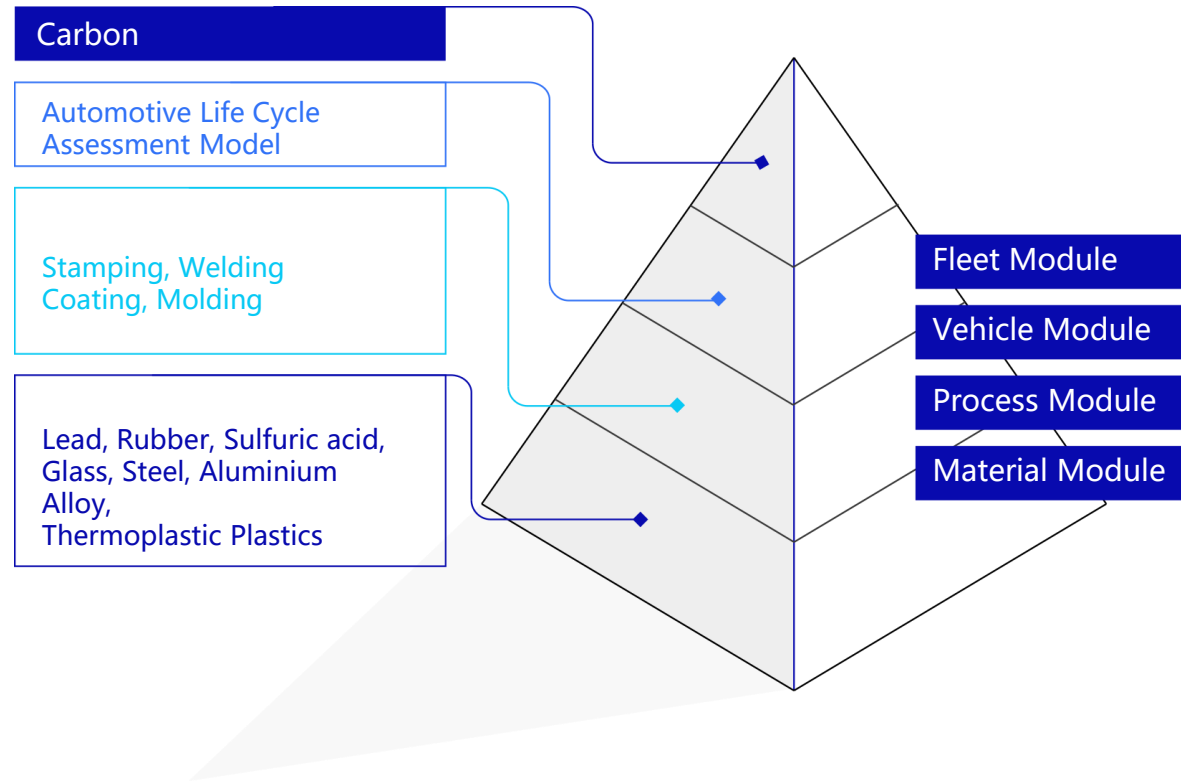 Carbon
Automotive Life Cycle
Assessment Model
Stamping, Welding
Coating, Molding
Lead, Rubber, Sulfuric acid,
Glass, Steel, Aluminium
Alloy,
Thermoplastic Plastics
Fleet Module
Vehicle Module
Process Module
Material Module